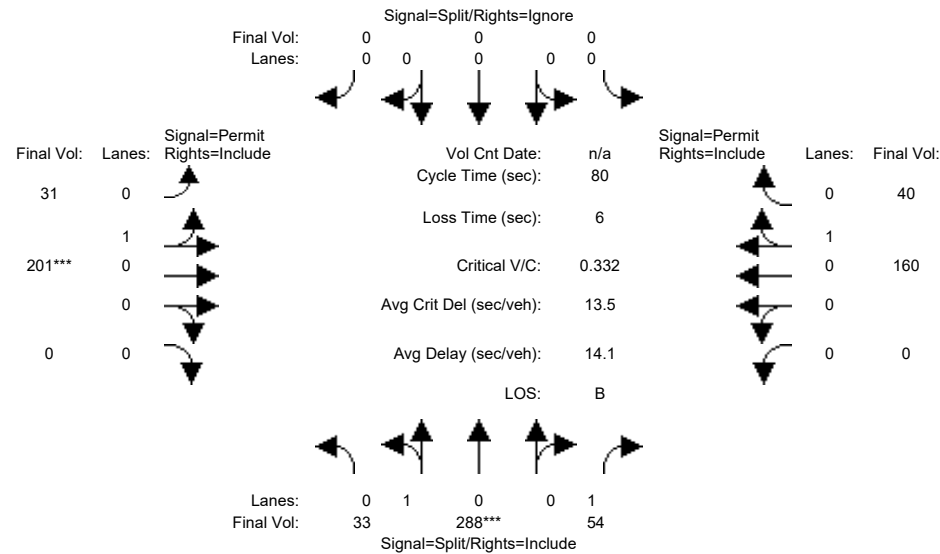 Signal=Split/Rights=Ignore
Final Vol: 0 0 0
Lanes: 0 0 0 0 0
Signal=Permit Signal=Permit
Final Vol: Lanes: Rights=Include Vol Cnt Date: n/a Rights=Include Lanes: Final Vol:
Cycle Time (sec): 80
31 0 0 40
Loss Time (sec): 6
1 1
201*** 0 Critical V/C: 0.332 0 160
0 Avg Crit Del (sec/veh): 13.5 0
0 0 Avg Delay (sec/veh): 14.1 0 0
LOS: B
Lanes: 0 1 0 0 1
Final Vol: 33 288*** 54
Signal=Split/Rights=Include